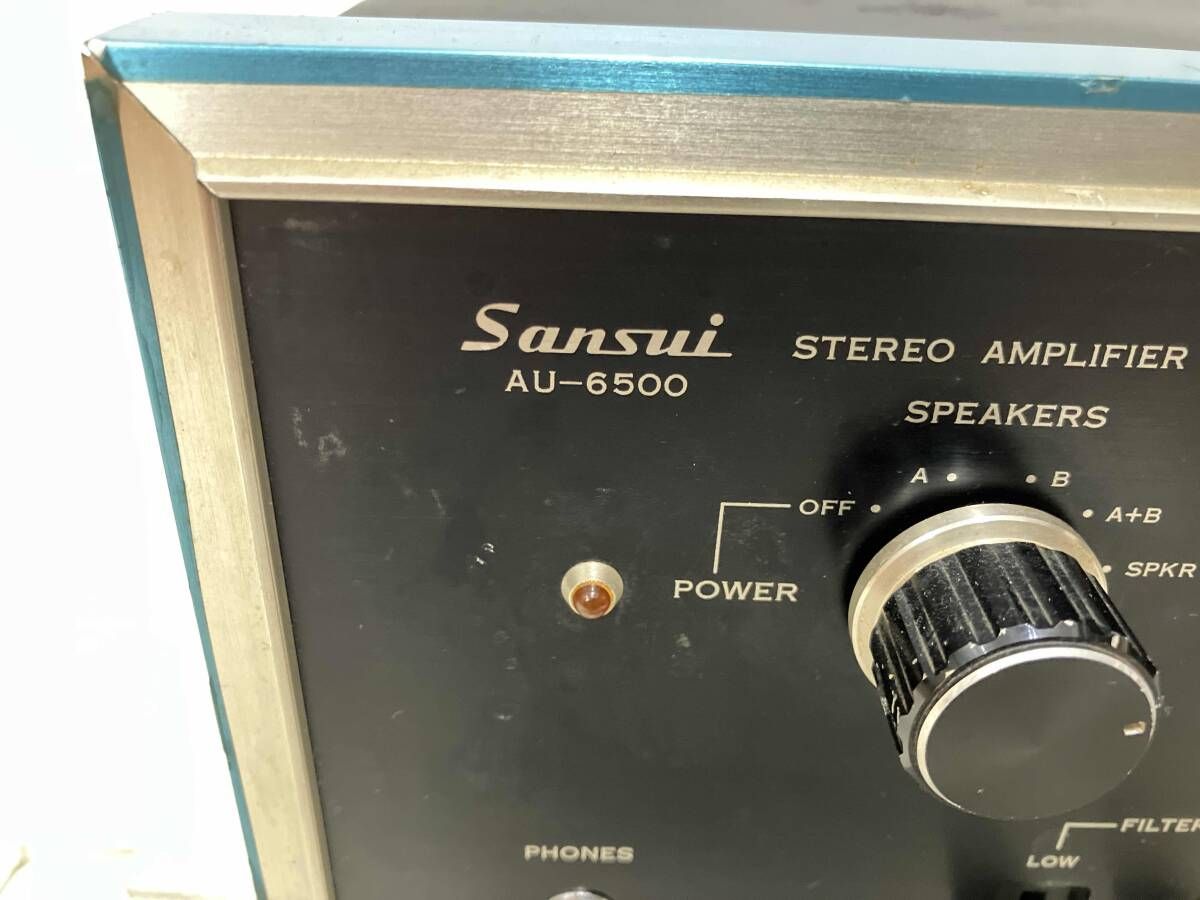 Sansui STEREO AMPLIFIER
AU-6500
SPEAKERS
A B
OFF A+B
SPKR
POWER
FILTER
LOW
PHONES